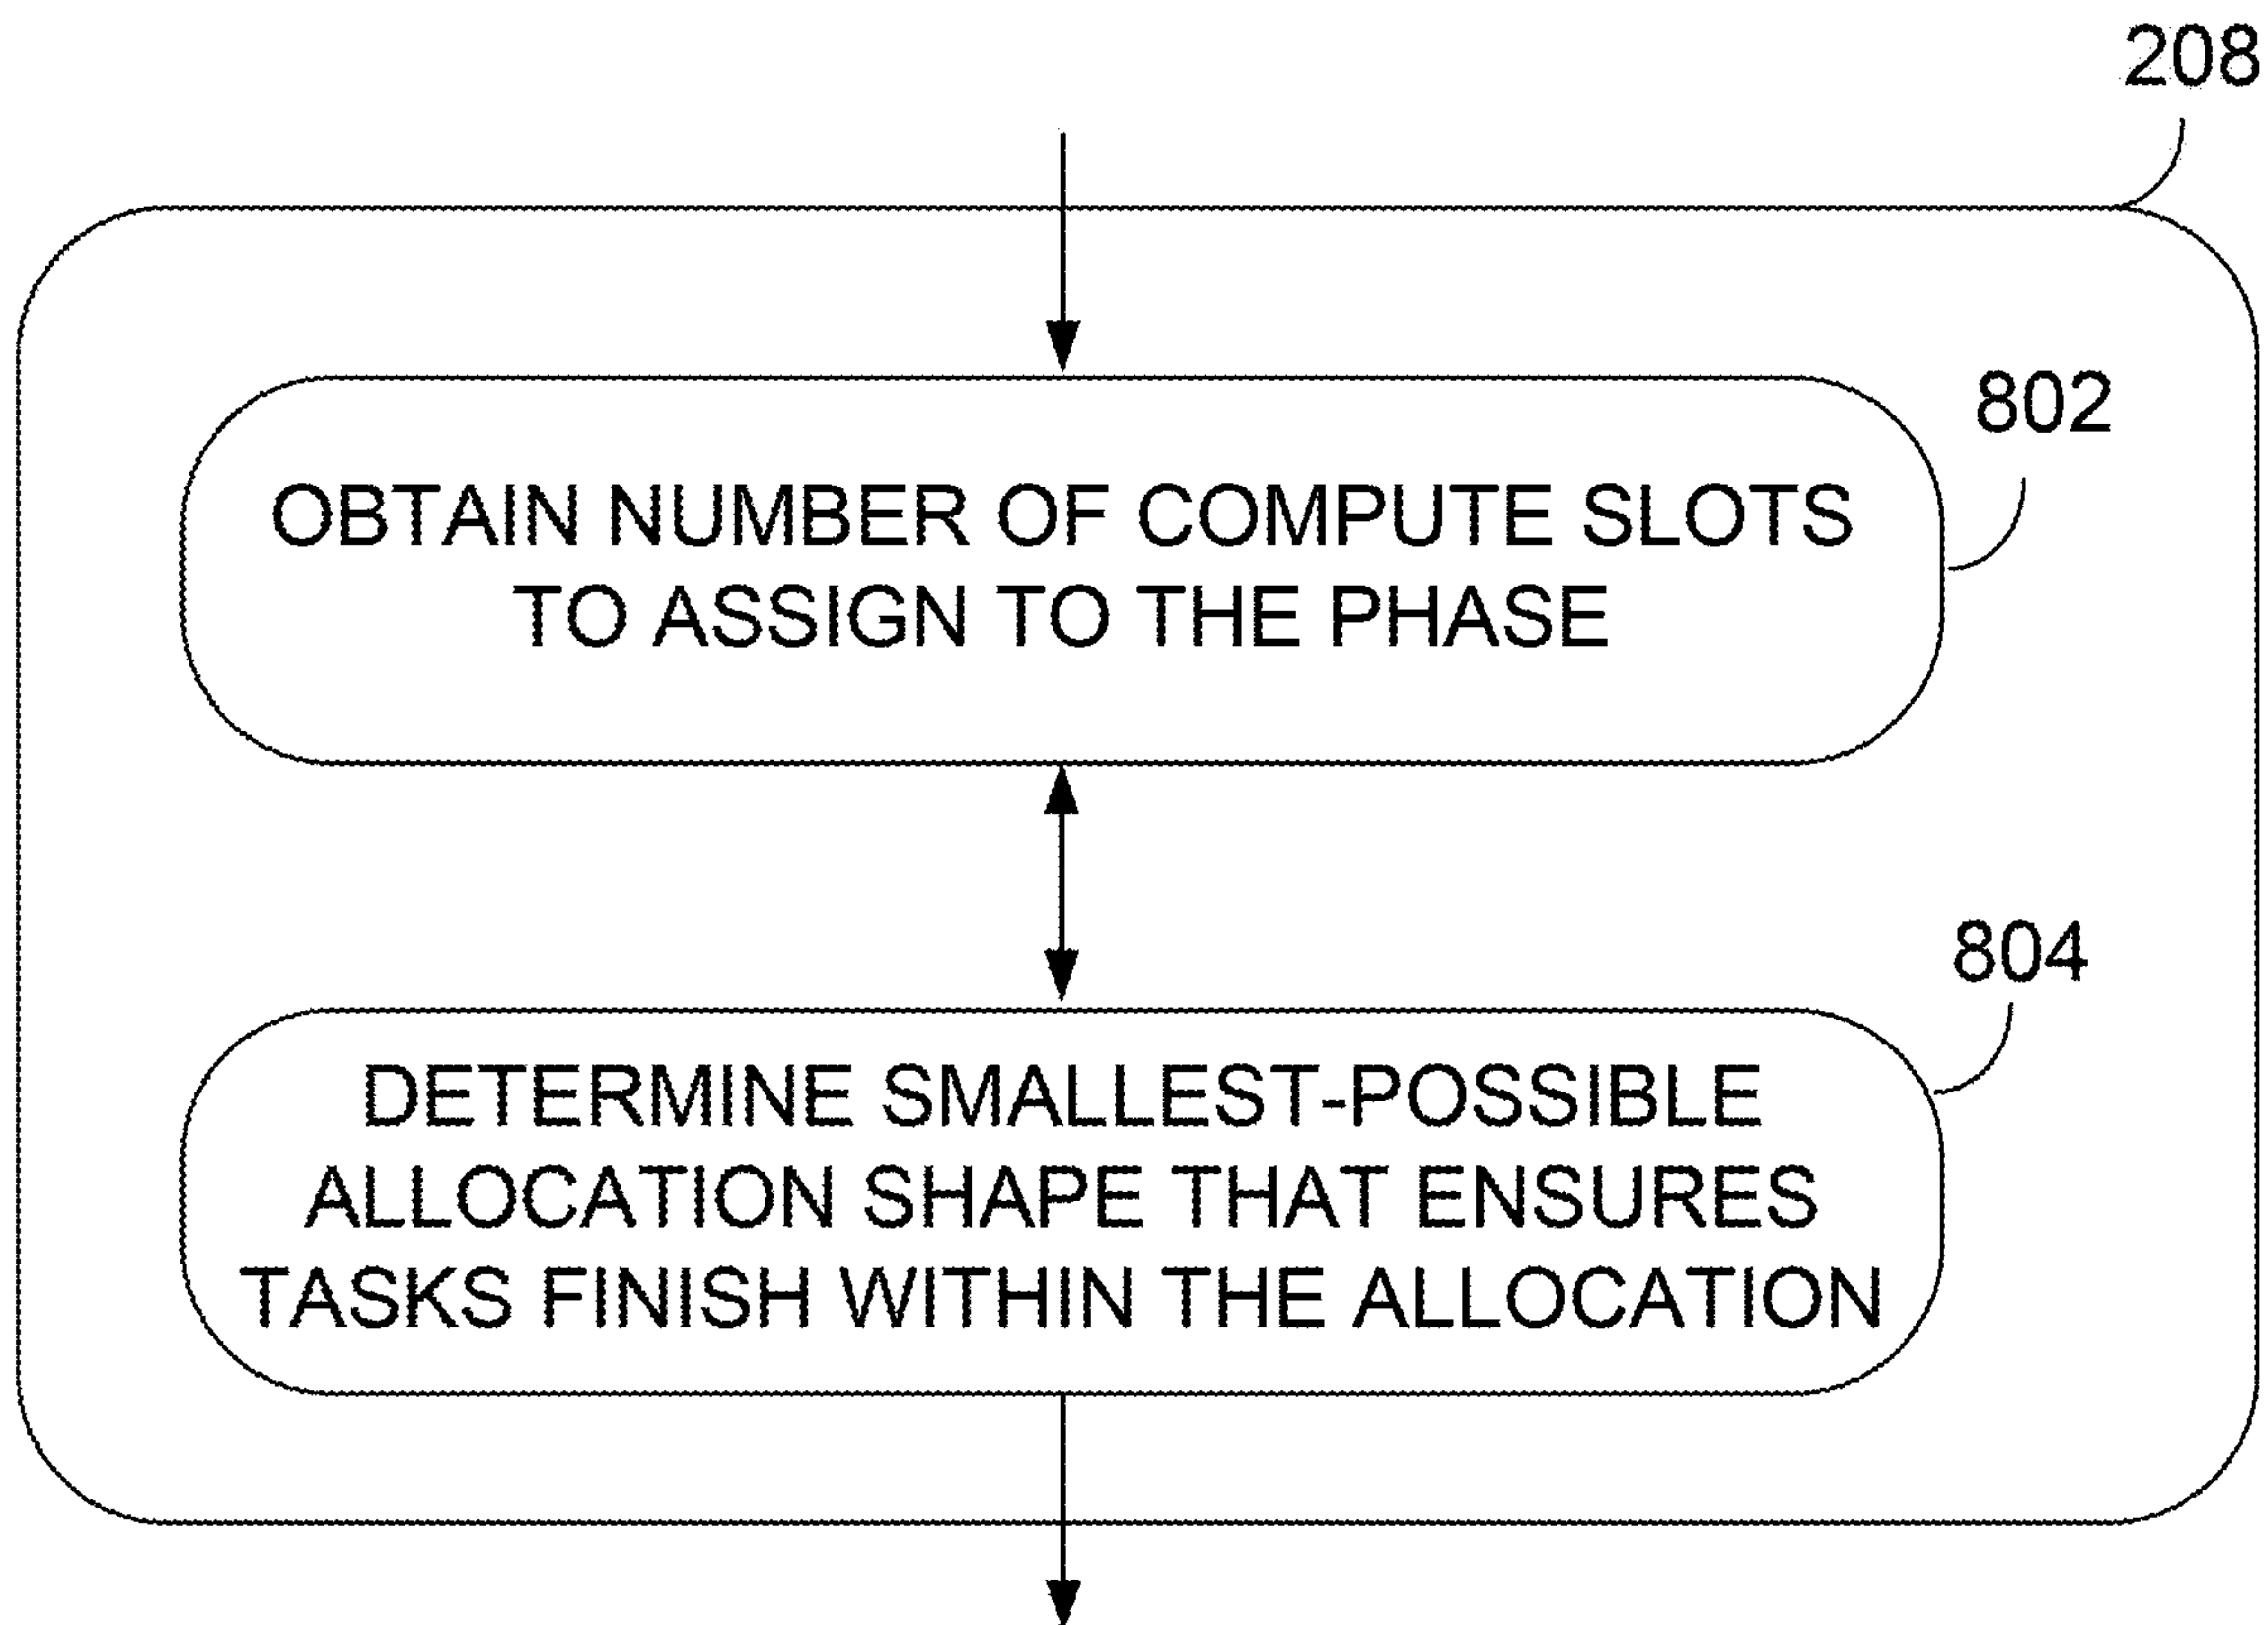 208
802
OBTAIN NUMBER OF COMPUTE SLOTS
TO ASSIGN TO THE PHASE
804
DETERMINE SMALLEST-POSSIBLE
ALLOCATION SHAPE THAT ENSURES
TASKS FINISH WITHIN THE ALLOCATION